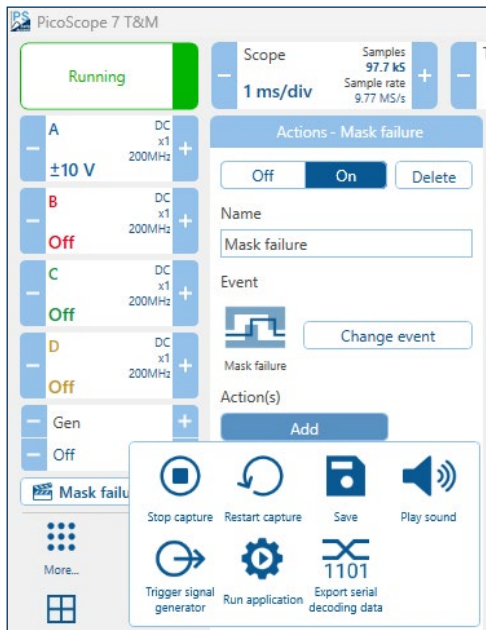 PicoScope 7 T&M
Running
Scope
1 ms/div
Samples
97.7 kS
Sample rate
9.77 MS/s
T
A
DC
x1
200MHz
±10 V
B
DC
x1
200MHz
Off
C
DC
x1
200MHz
Off
D
DC
x1
200MHz
Off
Gen
Off
Mask failu
More...
Actions - Mask failure
Off
On
Delete
Name
Mask failure
Event
Change event
Mask failure
Action(s)
Add
Stop capture
Restart capture
Save
Play sound
Trigger signal
generator
Run application
1101
Export serial
decoding data